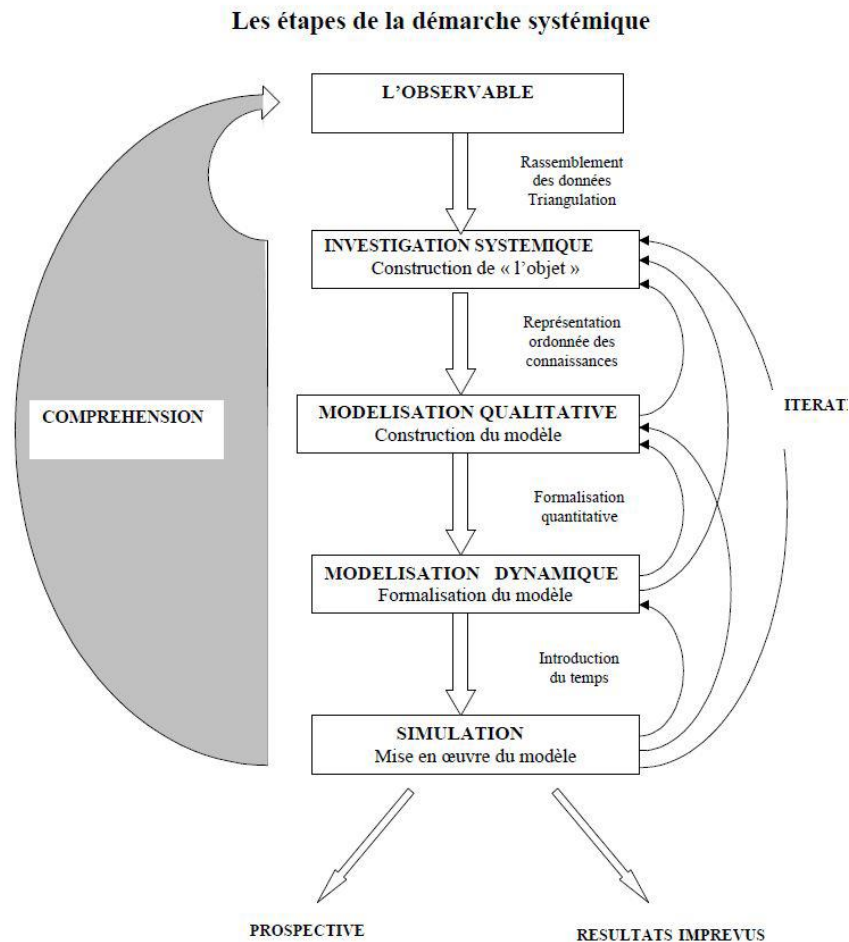 Les étapes de la démarche systémique
L'OBSERVABLE
Rassemblement
des données
Triangulation
INVESTIGATION SYSTEMIQUE
Construction de « l'objet »
Représentation
ordonnée des
connaissances
COMPREHENSION
MODELISATION QUALITATIVE
Construction du modèle
ITERATI
Formalisation
quantitative
MODELISATION DYNAMIQUE
Formalisation du modèle
Introduction
du temps
SIMULATION
Mise en œuvre du modèle
PROSPECTIVE
RESULTATS IMPREVUS